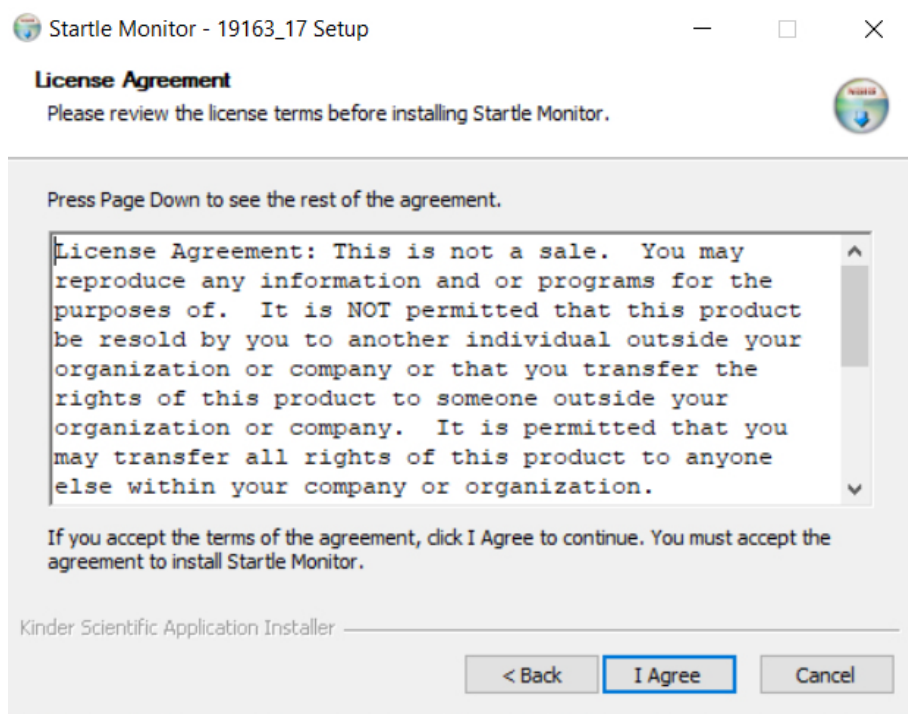 Startle Monitor - 19163_17 Setup
License Agreement
Please review the license terms before installing Startle Monitor.
Press Page Down to see the rest of the agreement.
License Agreement: This is not a sale.  You may
reproduce any information and or programs for the
purposes of.  It is NOT permitted that this product
be resold by you to another individual outside your
organization or company or that you transfer the
rights of this product to someone outside your
organization or company.  It is permitted that you
may transfer all rights of this product to anyone
else within your company or organization.
If you accept the terms of the agreement, click I Agree to continue. You must accept the
agreement to install Startle Monitor.
Kinder Scientific Application Installer
< Back
I Agree
Cancel